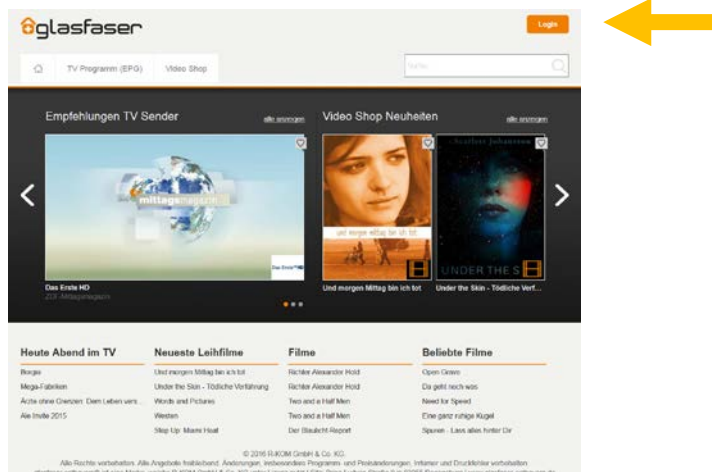 glasfaser
Login
TV Programm (EPG) Video Shop
Suche
Empfehlungen TV Sender alle anzeigen Video Shop Neuheiten alle anzeigen
mittagsmagazin
Scarlett Johansson
und morgen mittag bin ich tot
UNDER THE S
Das Erste HD
Das Erste HD Und morgen Mittag bin ich tot Under the Skin - Tödliche Verf...
ZDF-Mittagsmagazin
Heute Abend im TV Neueste Leihfilme Filme Beliebte Filme
Borgia Und morgen Mittag bin ich tot Richter Alexander Hold Open Grave
Mega-Fabriken Under the Skin - Tödliche Verführung Richter Alexander Hold Da geht noch was
Ärzte ohne Grenzen: Dem Leben vers... Words and Pictures Two and a Half Men Need for Speed
Ale Invite 2015 Westen Two and a Half Men Eine ganz ruhige Kugel
Step Up: Miami Heat Der Blaulicht Report Spuren - Lass alles hinter Dir
© 2016 R-KOM GmbH & Co. KG.
Alle Rechte vorbehalten. Alle Angebote freibleibend. Änderungen, insbesondere Programm- und Preisänderungen, Irrtümer und Druckfehler vorbehalten.